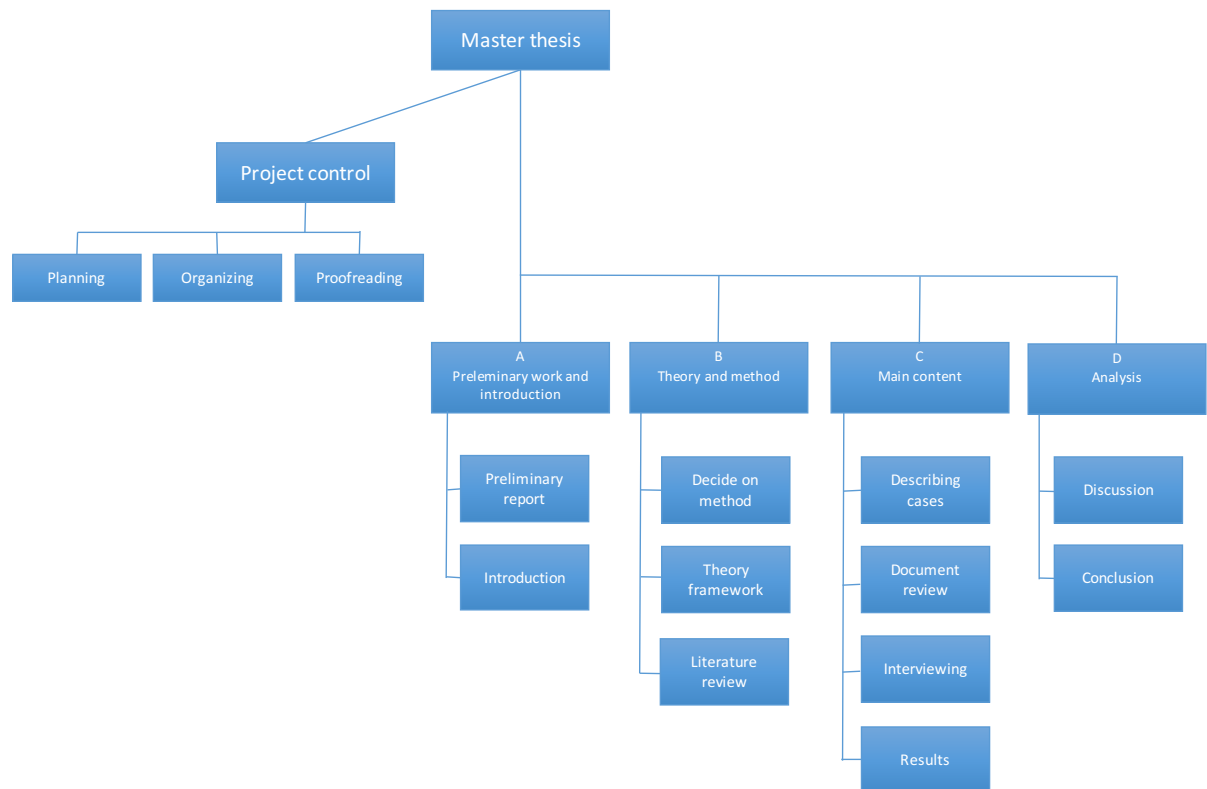 Master thesis
Project control
Planning
Organizing
Proofreading
A
Preleminary work and
introduction
B
Theory and method
C
Main content
D
Analysis
Preliminary
report
Introduction
Decide on
method
Theory
framework
Literature
review
Describing
cases
Document
review
Interviewing
Results
Discussion
Conclusion